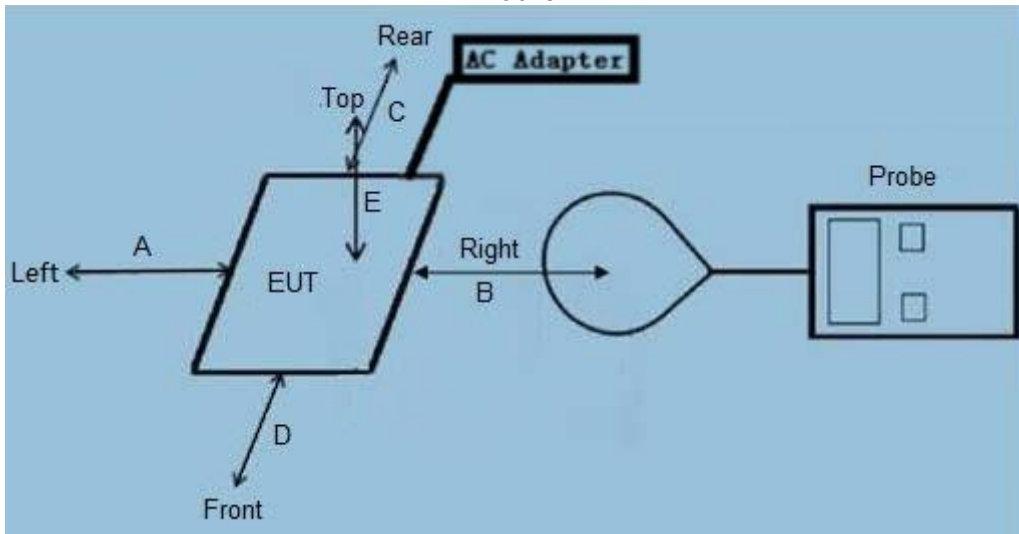 Rear
AC Adapter
Top
C
E
Probe
A
Right
Left
EUT
B
D
Front